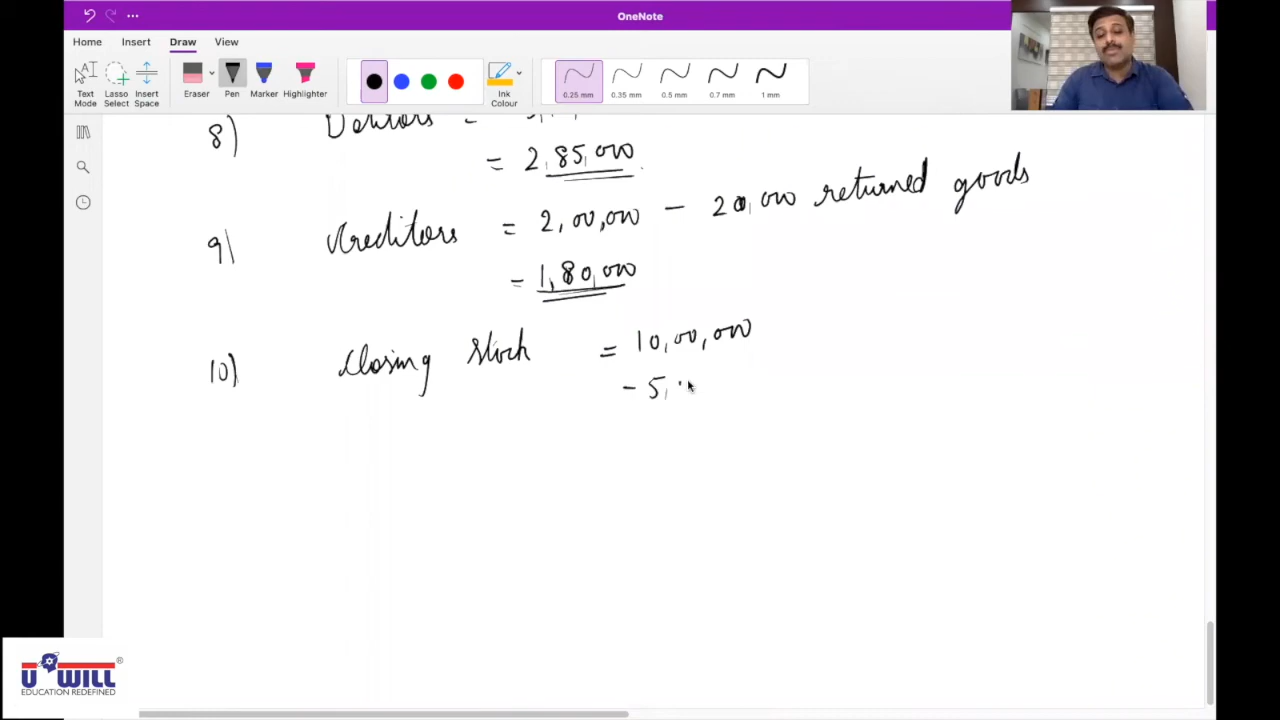 OneNote
Home Insert Draw View
Text Mode Lasso Select Insert Space Eraser Pen Marker Highlighter Ink Colour 0.25 mm 0.35 mm 0.5 mm 0.7 mm 1 mm
8) Debtors =
= 2,85,000
9) Creditors = 2,00,000 - 20,000 returned goods
= 1,80,000
10) Closing Stock = 10,00,000
- 5,
U WILL ®
EDUCATION REDEFINED